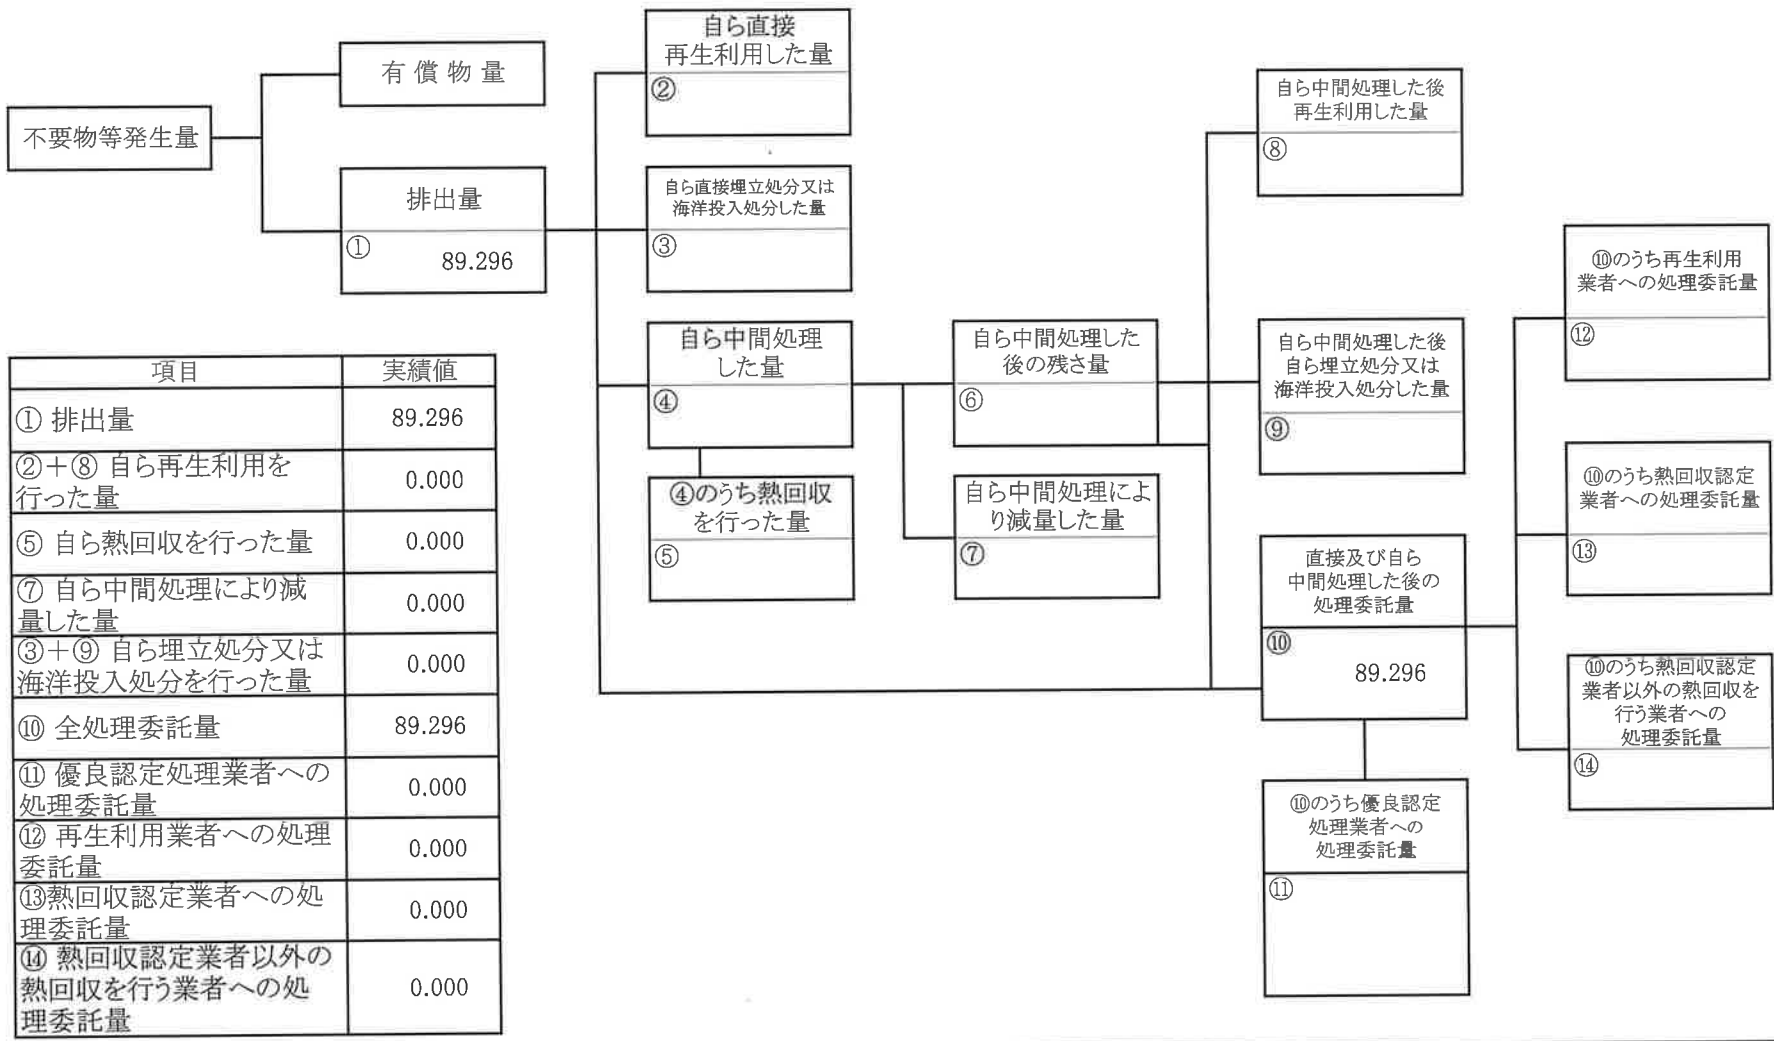 不要物等発生量
有償物量
排出量
①
89.296
自ら直接
再生利用した量
②
自ら直接埋立処分又は
海洋投入処分した量
③
自ら中間処理
した量
④
④のうち熱回収
を行った量
⑤
自ら中間処理した
後の残さ量
⑥
自ら中間処理によ
り減量した量
⑦
自ら中間処理した後
再生利用した量
⑧
自ら中間処理した後
自ら埋立処分又は
海洋投入処分した量
⑨
直接及び自ら
中間処理した後の
処理委託量
⑩
89.296
⑩のうち優良認定
処理業者への
処理委託量
⑪
⑩のうち再生利用
業者への処理委託量
⑫
⑩のうち熱回収認定
業者への処理委託量
⑬
⑩のうち熱回収認定
業者以外の熱回収を
行う業者への
処理委託量
⑭
項目 実績値
① 排出量 89.296
②+⑧ 自ら再生利用を
行った量 0.000
⑤ 自ら熱回収を行った量 0.000
⑦ 自ら中間処理により減
量した量 0.000
③+⑨ 自ら埋立処分又は
海洋投入処分を行った量 0.000
⑩ 全処理委託量 89.296
⑪ 優良認定処理業者への
処理委託量 0.000
⑫ 再生利用業者への処理
委託量 0.000
⑬熱回収認定業者への処
理委託量 0.000
⑭ 熱回収認定業者以外の
熱回収を行う業者への処
理委託量 0.000